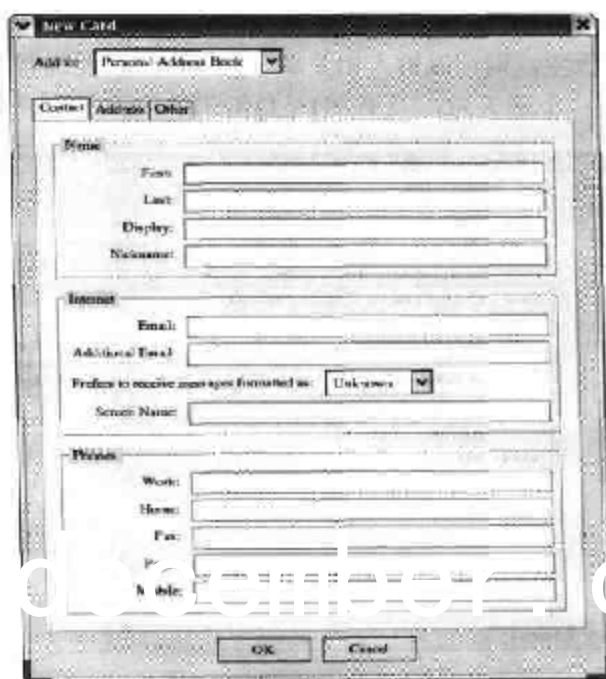 New Card
Add to: Personal Address Book
Contact Address Other
Name
First:
Last:
Display:
Nickname:
Internet
Email:
Additional Email:
Prefers to receive messages formatted as: Unknown
Screen Name:
Phones
Work:
Home:
Fax:
december.
Mobile:
OK Cancel